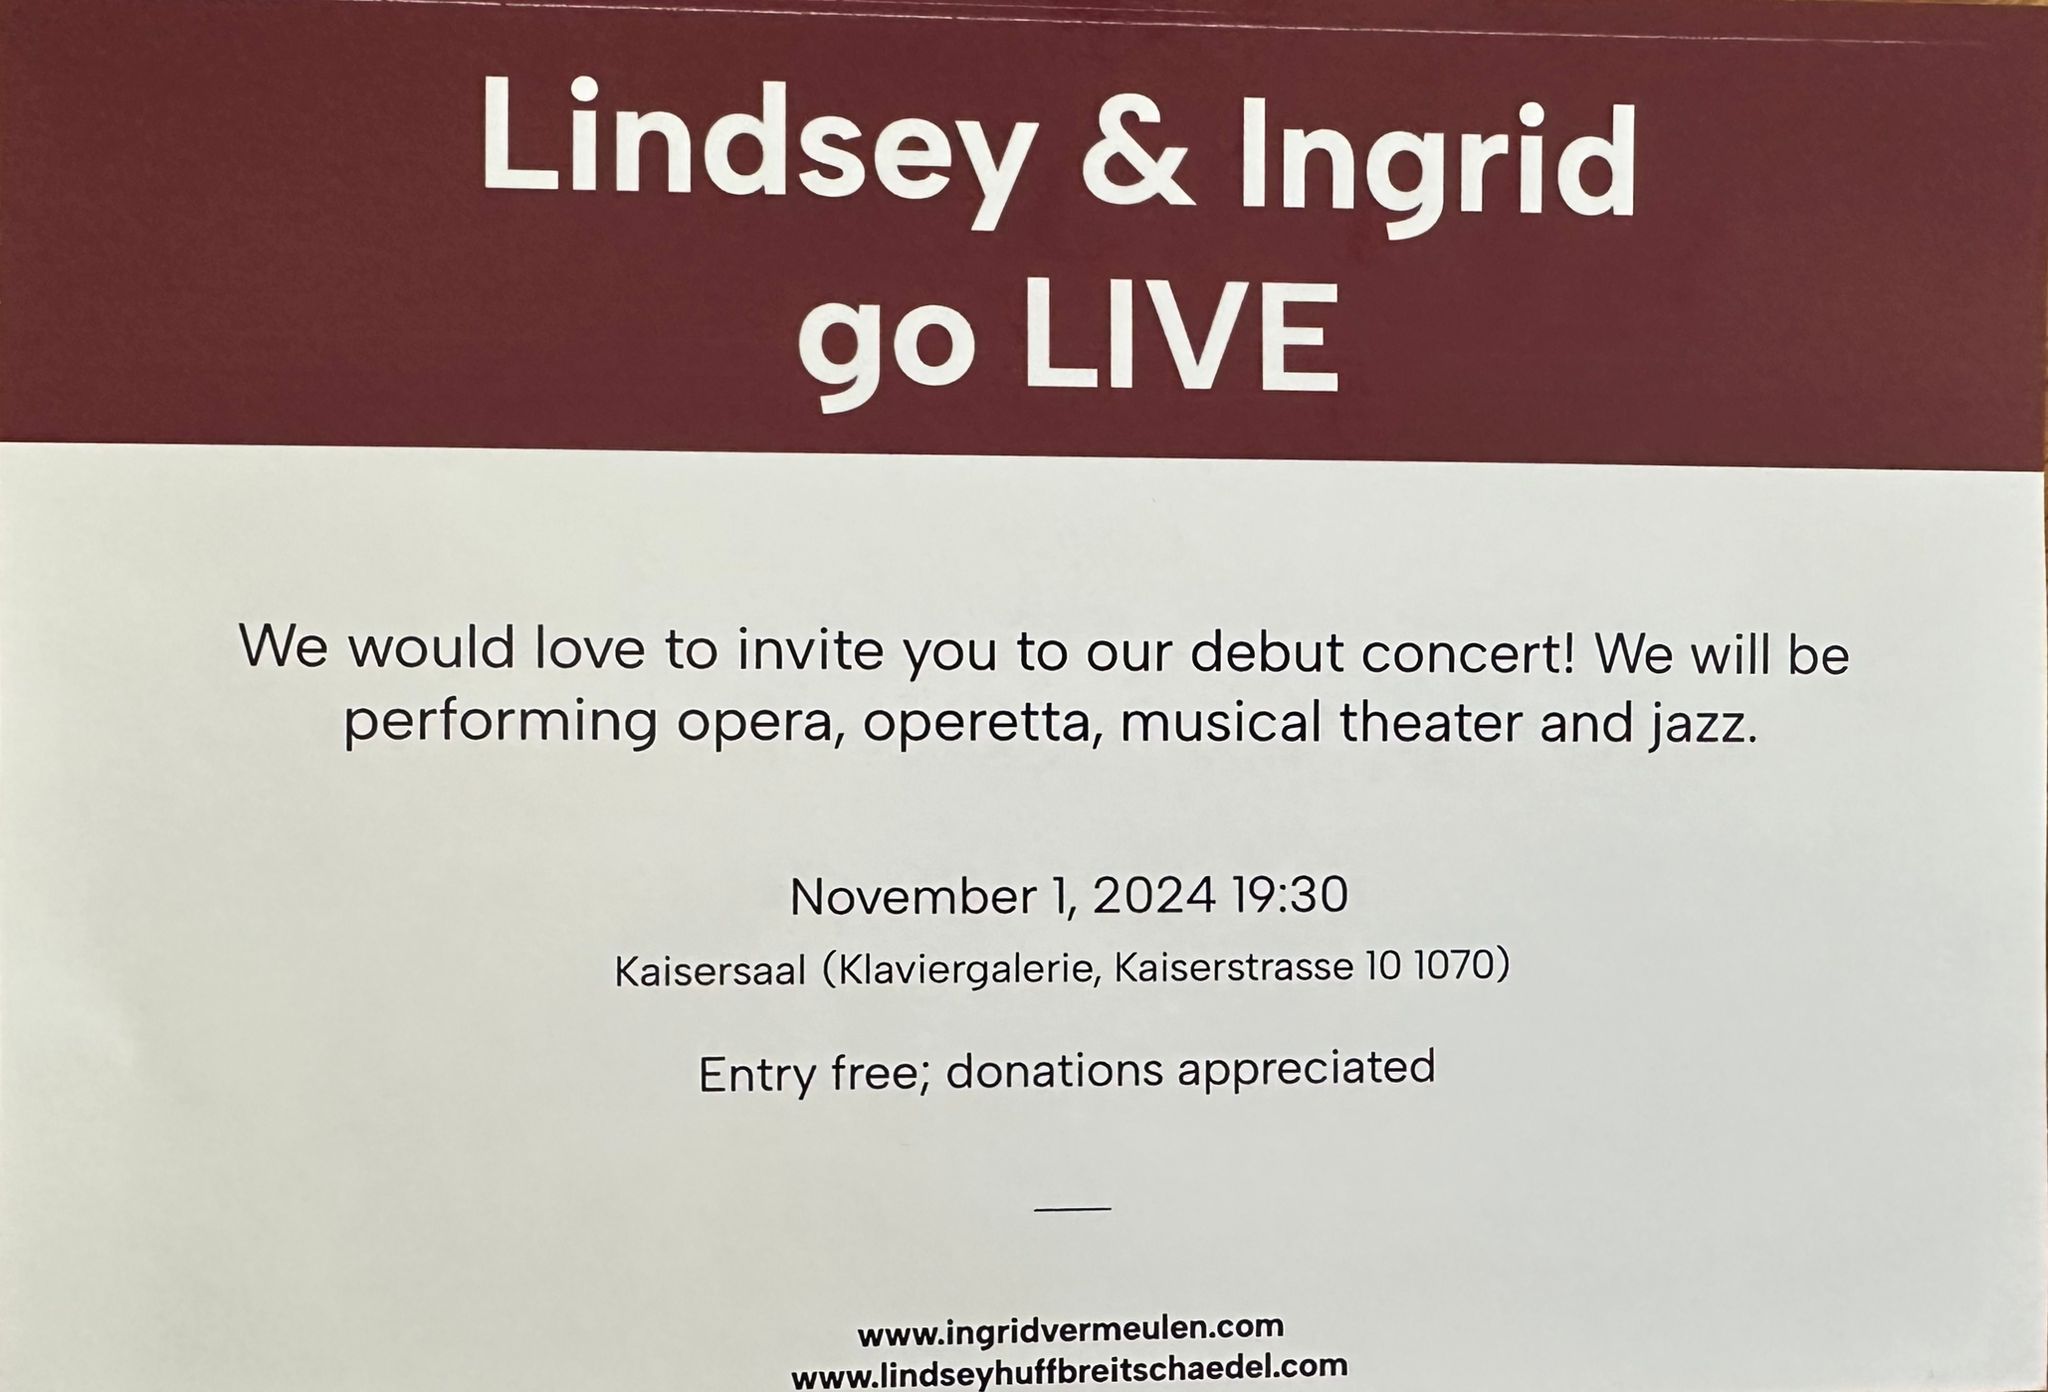 Lindsey & Ingrid
go LIVE
We would love to invite you to our debut concert! We will be
performing opera, operetta, musical theater and jazz.
November 1, 2024 19:30
Kaisersaal (Klaviergalerie, Kaiserstrasse 10 1070)
Entry free; donations appreciated
www.ingridvermeulen.com
www.lindseyhuffbreitschaedel.com